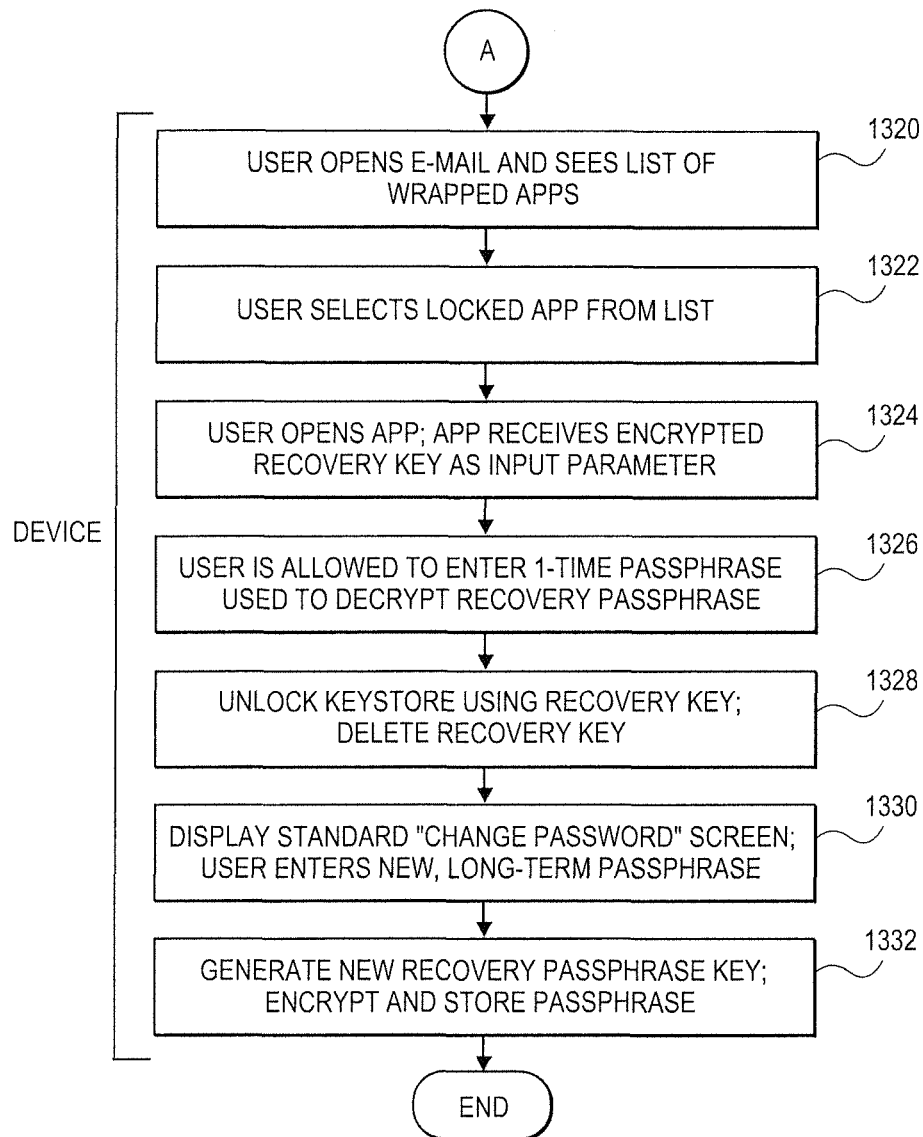 A
1320
USER OPENS E-MAIL AND SEES LIST OF
WRAPPED APPS
1322
USER SELECTS LOCKED APP FROM LIST
1324
USER OPENS APP; APP RECEIVES ENCRYPTED
RECOVERY KEY AS INPUT PARAMETER
DEVICE
1326
USER IS ALLOWED TO ENTER 1-TIME PASSPHRASE
USED TO DECRYPT RECOVERY PASSPHRASE
1328
UNLOCK KEYSTORE USING RECOVERY KEY;
DELETE RECOVERY KEY
1330
DISPLAY STANDARD "CHANGE PASSWORD" SCREEN;
USER ENTERS NEW, LONG-TERM PASSPHRASE
1332
GENERATE NEW RECOVERY PASSPHRASE KEY;
ENCRYPT AND STORE PASSPHRASE
END